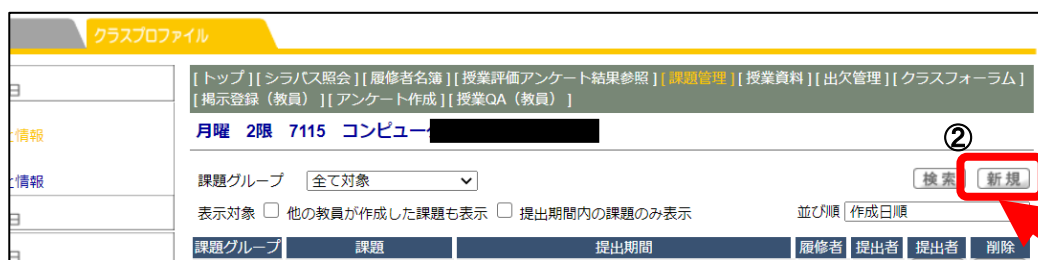 クラスプロファイル
[ トップ ][ シラバス照会 ][ 履修者名簿 ][ 授業評価アンケート結果参照 ][ 課題管理 ][ 授業資料 ][ 出欠管理 ][ クラスフォーラム ]
[ 掲示登録（教員） ][ アンケート作成 ][ 授業QA（教員） ]
日
情報
月曜 2限 7115 コンピュー
②
情報
課題グループ 全て対象 検索 新規
日
表示対象 他の教員が作成した課題も表示 提出期間内の課題のみ表示 並び順 作成日順
日
課題グループ 課題 提出期間 履修者 提出者 提出者 削除